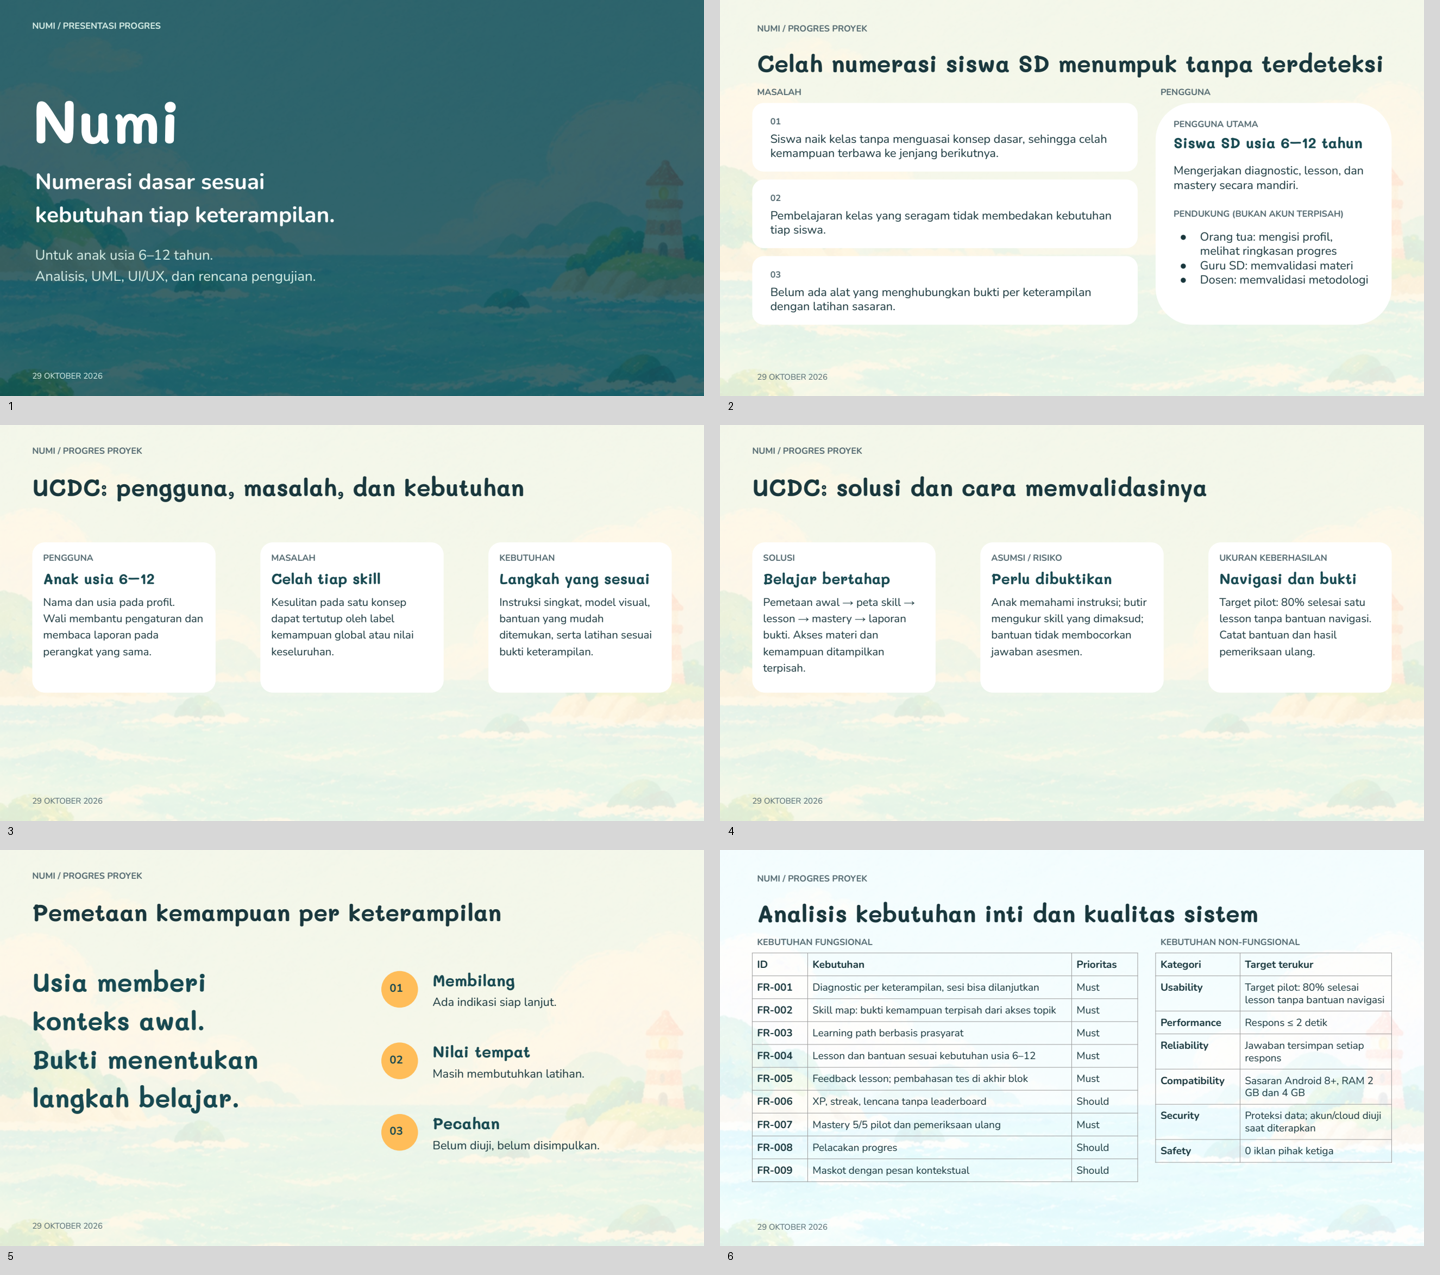 NUMI / PRESENTASI PROGRES
Numi
Numerasi dasar sesuai
kebutuhan tiap keterampilan.
Untuk anak usia 6–12 tahun.
Analisis, UML, UI/UX, dan rencana pengujian.
29 OKTOBER 2026
1
NUMI / PROGRES PROYEK
Celah numerasi siswa SD menumpuk tanpa terdeteksi
MASALAH
01
Siswa naik kelas tanpa menguasai konsep dasar, sehingga celah
kemampuan terbawa ke jenjang berikutnya.
02
Pembelajaran kelas yang seragam tidak membedakan kebutuhan
tiap siswa.
03
Belum ada alat yang menghubungkan bukti per keterampilan
dengan latihan sasaran.
PENGGUNA
PENGGUNA UTAMA
Siswa SD usia 6–12 tahun
Mengerjakan diagnostic, lesson, dan
mastery secara mandiri.
PENDUKUNG (BUKAN AKUN TERPISAH)
● Orang tua: mengisi profil,
melihat ringkasan progres
● Guru SD: memvalidasi materi
● Dosen: memvalidasi metodologi
29 OKTOBER 2026
2
NUMI / PROGRES PROYEK
UCDC: pengguna, masalah, dan kebutuhan
PENGGUNA
Anak usia 6–12
Nama dan usia pada profil.
Wali membantu pengaturan dan
membaca laporan pada
perangkat yang sama.
MASALAH
Celah tiap skill
Kesulitan pada satu konsep
dapat tertutup oleh label
kemampuan global atau nilai
keseluruhan.
KEBUTUHAN
Langkah yang sesuai
Instruksi singkat, model visual,
bantuan yang mudah
ditemukan, serta latihan sesuai
bukti keterampilan.
29 OKTOBER 2026
3
NUMI / PROGRES PROYEK
UCDC: solusi dan cara memvalidasinya
SOLUSI
Belajar bertahap
Pemetaan awal → peta skill →
lesson → mastery → laporan
bukti. Akses materi dan
kemampuan ditampilkan
terpisah.
ASUMSI / RISIKO
Perlu dibuktikan
Anak memahami instruksi; butir
mengukur skill yang dimaksud;
bantuan tidak membocorkan
jawaban asesmen.
UKURAN KEBERHASILAN
Navigasi dan bukti
Target pilot: 80% selesai satu
lesson tanpa bantuan navigasi.
Catat bantuan dan hasil
pemeriksaan ulang.
29 OKTOBER 2026
4
NUMI / PROGRES PROYEK
Pemetaan kemampuan per keterampilan
Usia memberi
konteks awal.
Bukti menentukan
langkah belajar.
01
Membilang
Ada indikasi siap lanjut.
02
Nilai tempat
Masih membutuhkan latihan.
03
Pecahan
Belum diuji, belum disimpulkan.
29 OKTOBER 2026
5
NUMI / PROGRES PROYEK
Analisis kebutuhan inti dan kualitas sistem
KEBUTUHAN FUNGSIONAL
ID Kebutuhan Prioritas
FR-001 Diagnostic per keterampilan, sesi bisa dilanjutkan Must
FR-002 Skill map: bukti kemampuan terpisah dari akses topik Must
FR-003 Learning path berbasis prasyarat Must
FR-004 Lesson dan bantuan sesuai kebutuhan usia 6–12 Must
FR-005 Feedback lesson; pembahasan tes di akhir blok Must
FR-006 XP, streak, lencana tanpa leaderboard Should
FR-007 Mastery 5/5 pilot dan pemeriksaan ulang Must
FR-008 Pelacakan progres Should
FR-009 Maskot dengan pesan kontekstual Should
KEBUTUHAN NON-FUNGSIONAL
Kategori Target terukur
Usability Target pilot: 80% selesai
lesson tanpa bantuan navigasi
Performance Respons ≤ 2 detik
Reliability Jawaban tersimpan setiap
respons
Compatibility Sasaran Android 8+, RAM 2
GB dan 4 GB
Security Proteksi data; akun/cloud diuji
saat diterapkan
Safety 0 iklan pihak ketiga
29 OKTOBER 2026
6